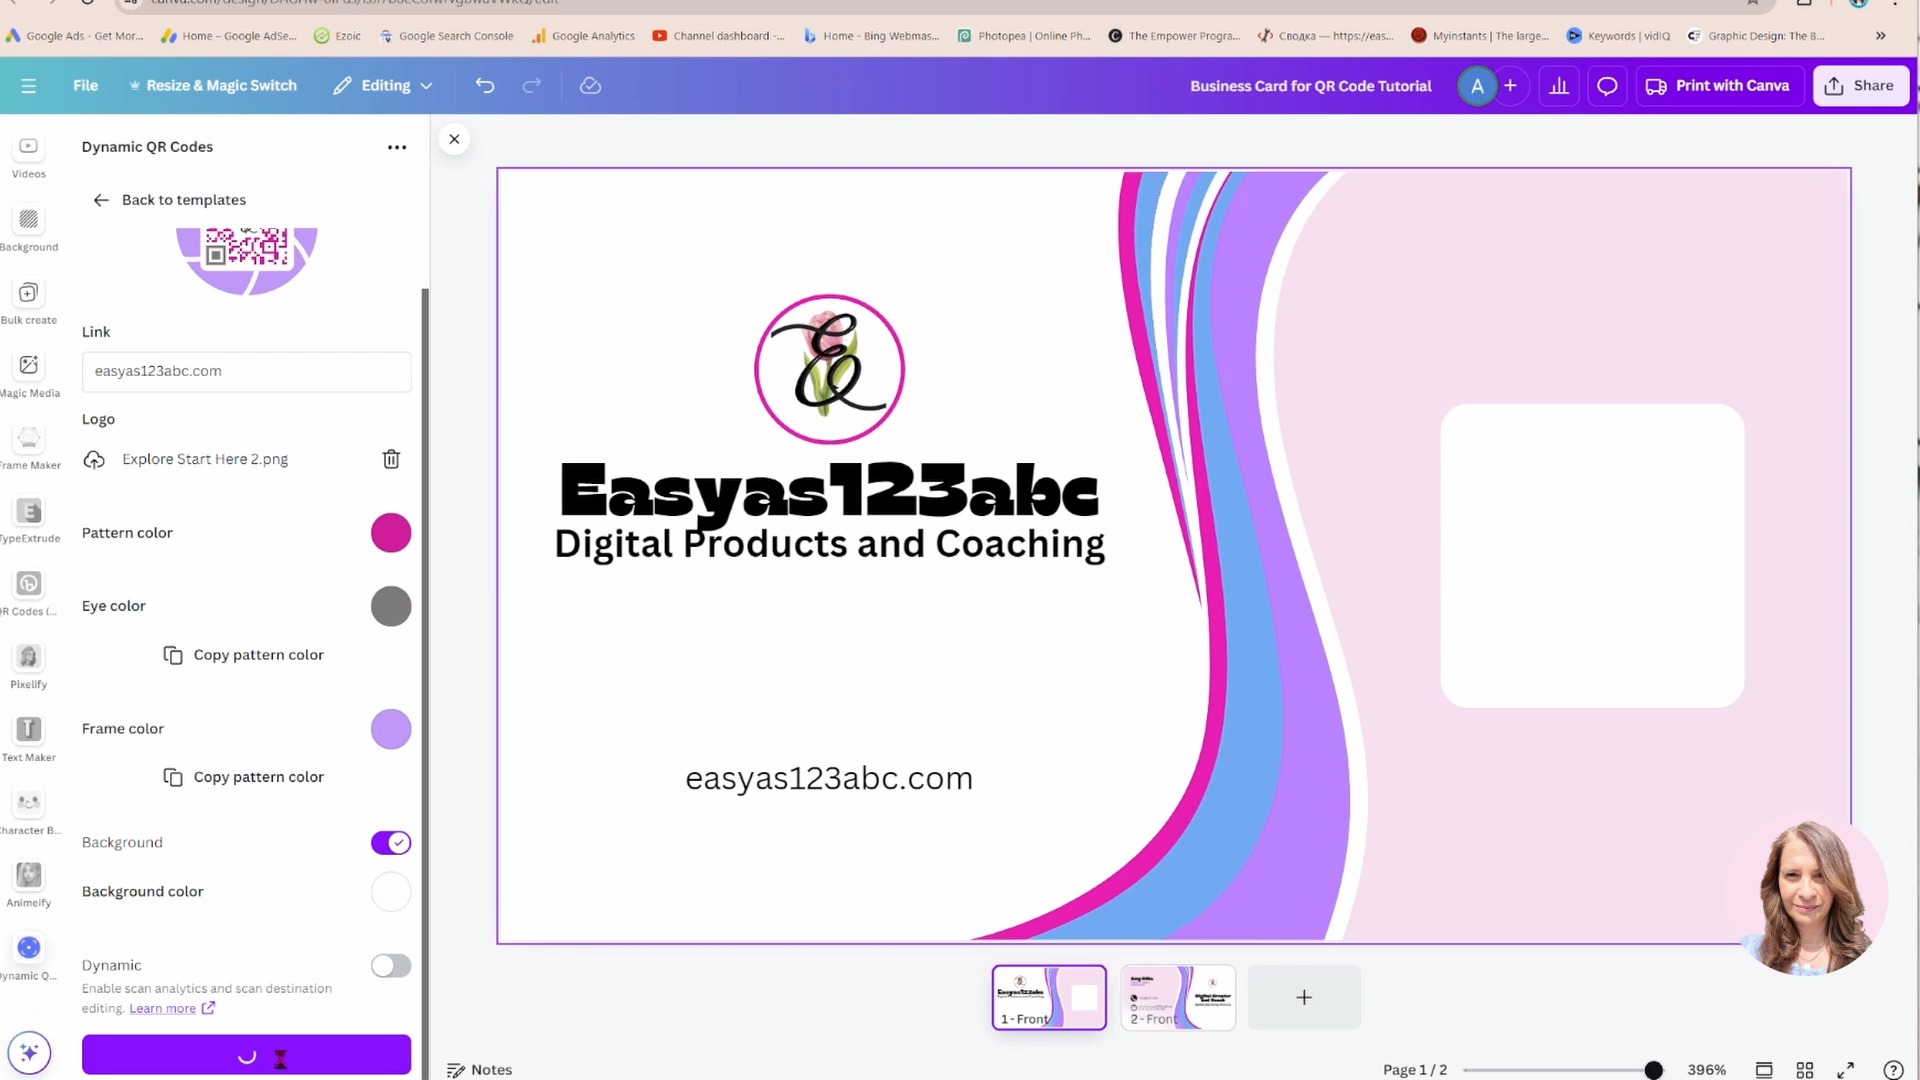 Google Ads - Get Mor...
Home – Google AdSe...
Ezoic
Google Search Console
Google Analytics
Channel dashboard -...
Home - Bing Webmas...
Photopea | Online Ph...
The Empower Progra...
Сводка — https://eas...
Myinstants | The large...
Keywords | vidIQ
Graphic Design: The B...
»
File
Resize & Magic Switch
Editing
Business Card for QR Code Tutorial
A
Print with Canva
Share
Videos
Background
Bulk create
Magic Media
Frame Maker
TypeExtrude
QR Codes (...
Pixelify
Text Maker
Character B...
Animeify
Dynamic Q...
Dynamic QR Codes
Back to templates
Link
easyas123abc.com
Logo
Explore Start Here 2.png
Pattern color
Eye color
Copy pattern color
Frame color
Copy pattern color
Background
Background color
Dynamic
Enable scan analytics and scan destination
editing. Learn more
Easyas123abc
Digital Products and Coaching
easyas123abc.com
1 - Front
2 - Front
Notes
Page 1 / 2
396%